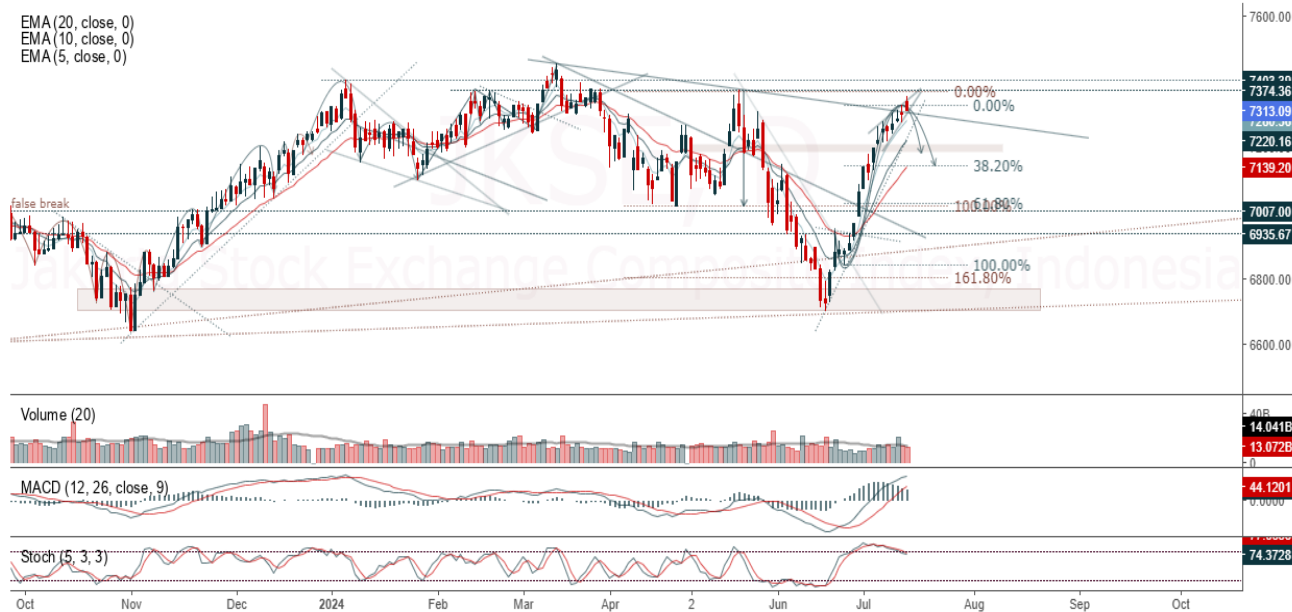 EMA (20, close, 0)
EMA (10, close, 0)
EMA (5, close, 0)
7600.00
7374.36
7313.09
7220.16
7139.20
7007.00
6935.67
6800.00
6600.00
false break
0.00%
0.00%
38.20%
100.00%
161.80%
JKSE, D
Jakarta Stock Exchange Composite Index, Indonesia
Volume (20)
40B
14.041B
13.072B
0
MACD (12, 26, close, 9)
44.1201
0.0000
Stoch (5, 3, 3)
74.3728
Oct
Nov
Dec
2024
Feb
Mar
Apr
2
Jun
Jul
Aug
Sep
Oct